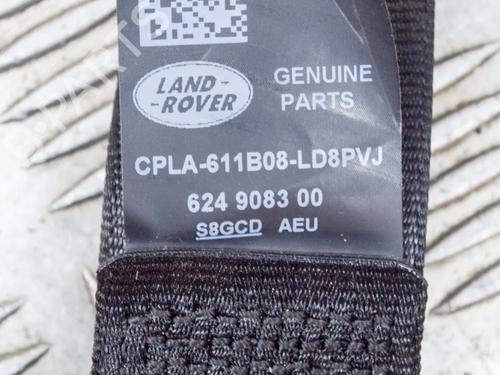 LAND-
-ROVER
GENUINE
PARTS
CPLA-611B08-LD8PVJ
624 9083 00
S8GCD AEU